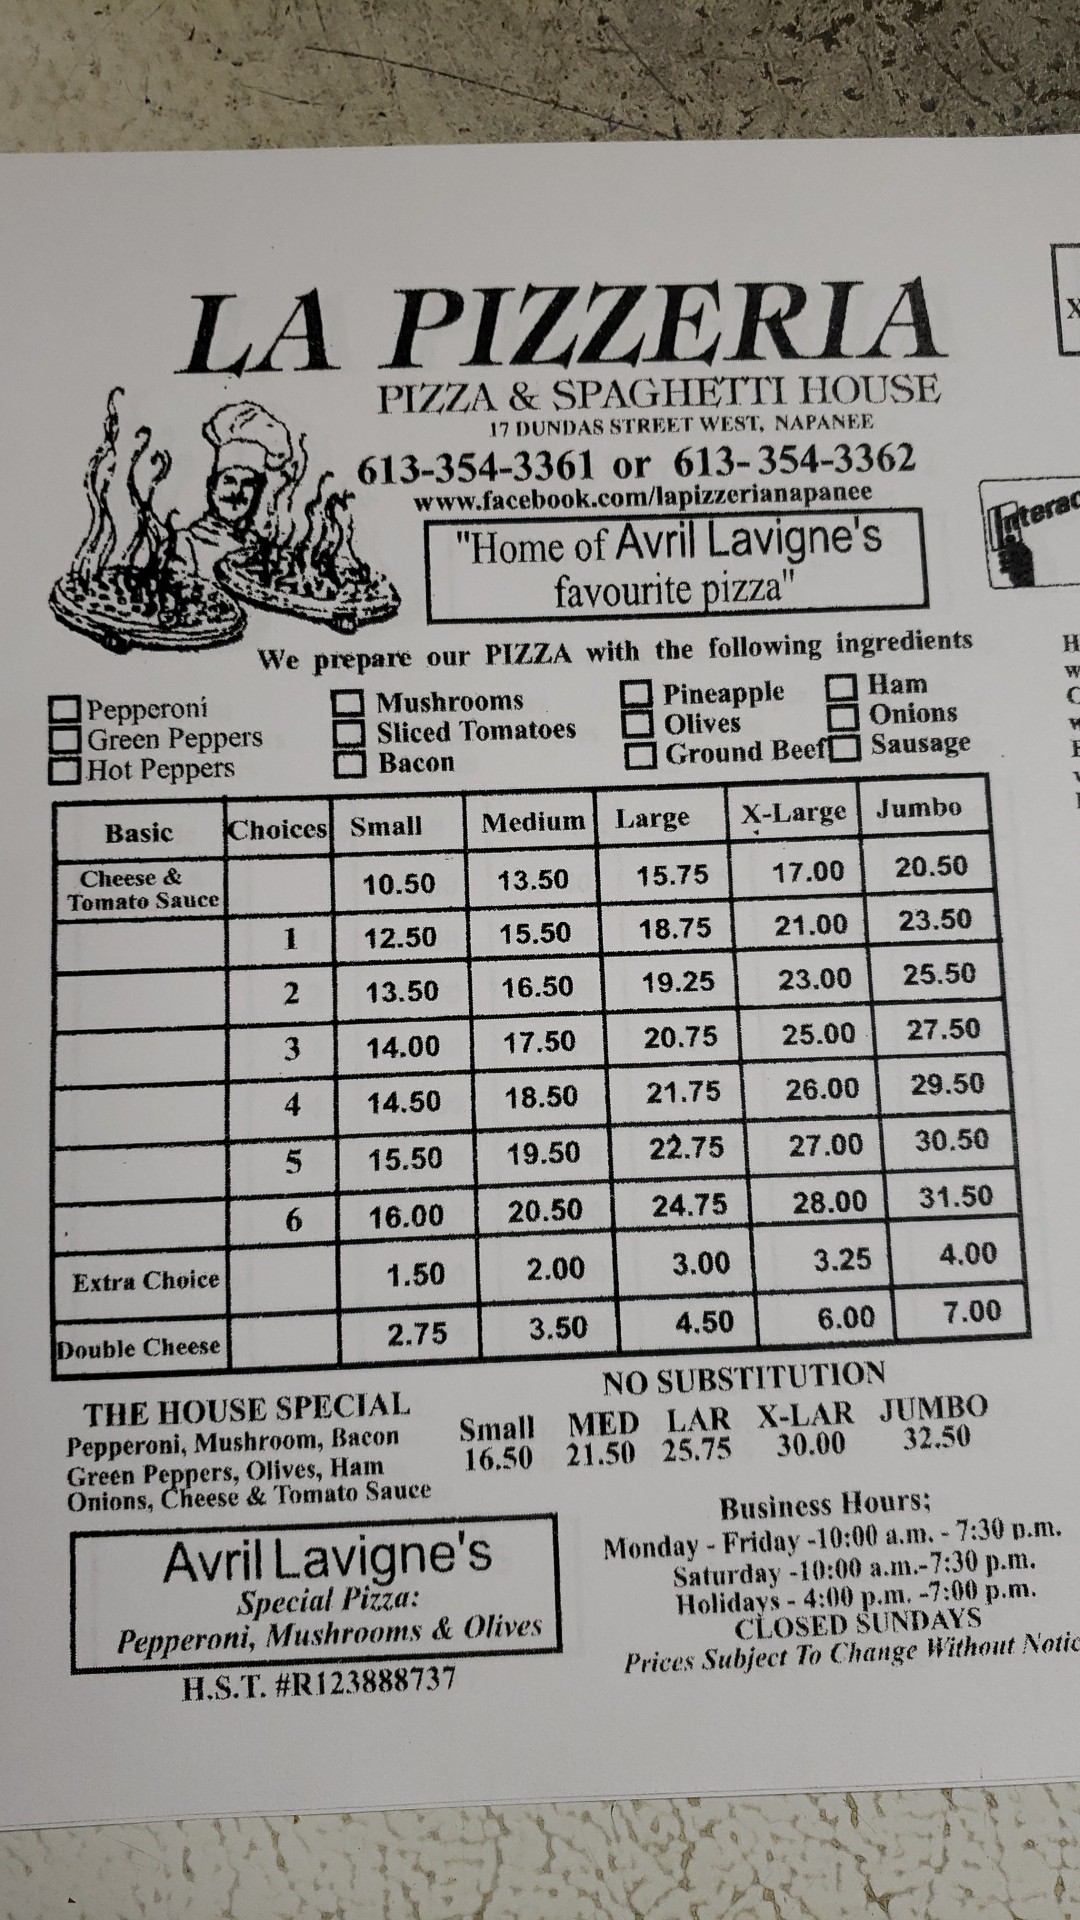 LA PIZZERIA
PIZZA & SPAGHETTI HOUSE
17 DUNDAS STREET WEST, NAPANEE
613-354-3361 or 613-354-3362
www.facebook.com/lapizzerianapanee
"Home of Avril Lavigne's
favourite pizza"
Interac
We prepare our PIZZA with the following ingredients
Pepperoni Mushrooms Pineapple Ham
Green Peppers Sliced Tomatoes Olives Onions
Hot Peppers Bacon Ground Beef Sausage
Basic Choices Small Medium Large X-Large Jumbo
Cheese &
Tomato Sauce 10.50 13.50 15.75 17.00 20.50
1 12.50 15.50 18.75 21.00 23.50
2 13.50 16.50 19.25 23.00 25.50
3 14.00 17.50 20.75 25.00 27.50
4 14.50 18.50 21.75 26.00 29.50
5 15.50 19.50 22.75 27.00 30.50
6 16.00 20.50 24.75 28.00 31.50
Extra Choice 1.50 2.00 3.00 3.25 4.00
Double Cheese 2.75 3.50 4.50 6.00 7.00
NO SUBSTITUTION
THE HOUSE SPECIAL Small MED LAR X-LAR JUMBO
Pepperoni, Mushroom, Bacon 16.50 21.50 25.75 30.00 32.50
Green Peppers, Olives, Ham
Onions, Cheese & Tomato Sauce
Avril Lavigne's
Special Pizza:
Pepperoni, Mushrooms & Olives
H.S.T. #R123888737
Business Hours;
Monday - Friday -10:00 a.m. - 7:30 p.m.
Saturday -10:00 a.m.-7:30 p.m.
Holidays - 4:00 p.m. -7:00 p.m.
CLOSED SUNDAYS
Prices Subject To Change Without Notic